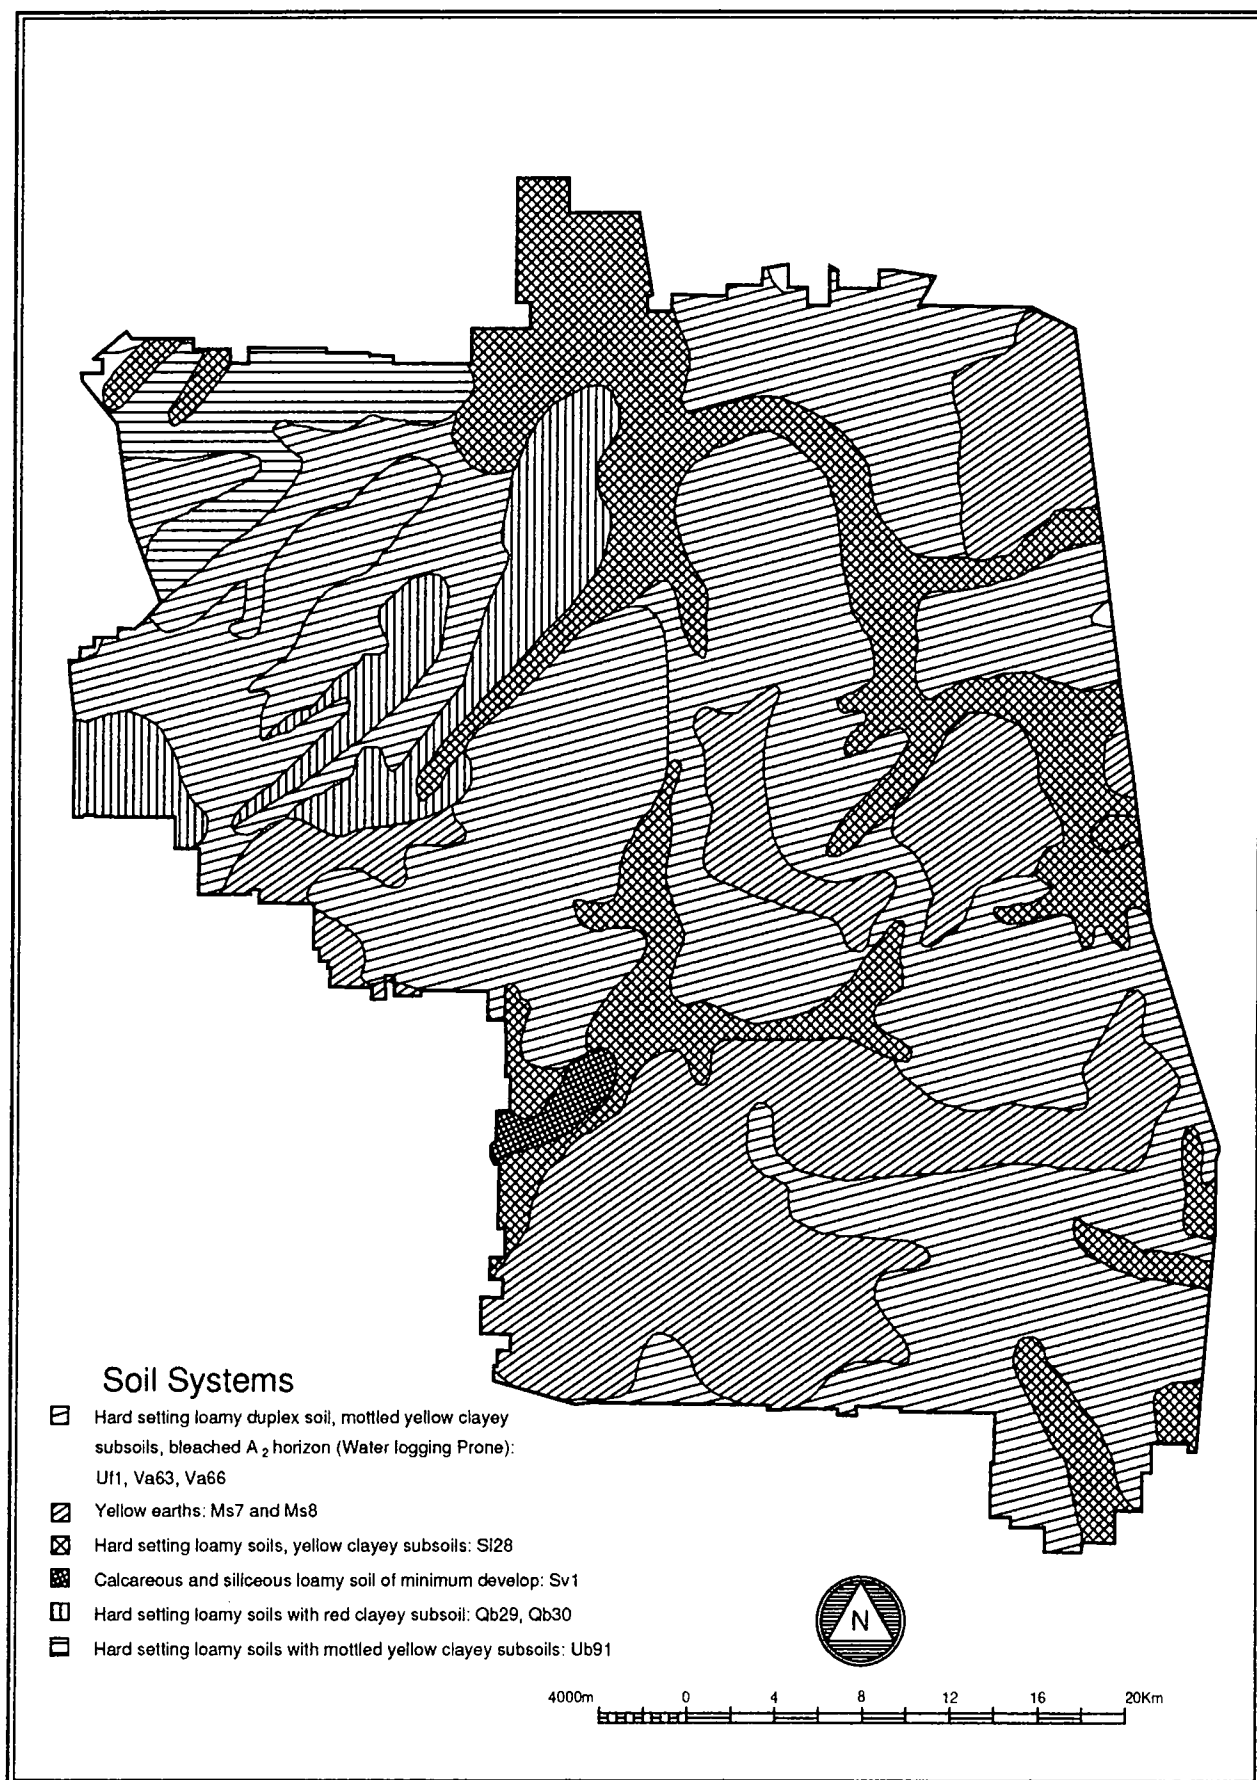 Soil Systems
Hard setting loamy duplex soil, mottled yellow clayey
subsoils, bleached A 2 horizon (Water logging Prone):
Uf1, Va63, Va66
Yellow earths: Ms7 and Ms8
Hard setting loamy soils, yellow clayey subsoils: Sl28
Calcareous and siliceous loamy soil of minimum develop: Sv1
Hard setting loamy soils with red clayey subsoil: Qb29, Qb30
Hard setting loamy soils with mottled yellow clayey subsoils: Ub91
N
4000m 0 4 8 12 16 20Km